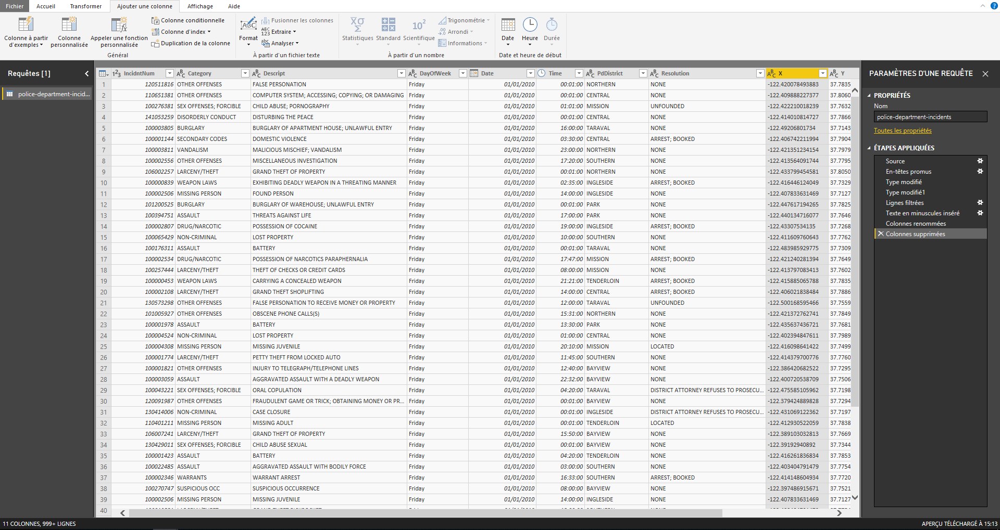 Fichier Accueil Transformer Ajouter une colonne Affichage Aide
Colonne à partir d'exemples
Colonne personnalisée
Appeler une fonction personnalisée
Colonne conditionnelle
Colonne d'index
Duplication de la colonne
Général
Format
Fusionner les colonnes
Extraire
Analyser
À partir d'un fichier texte
Statistiques Standard Scientifique
Trigonométrie
Arrondi
Informations
À partir d'un nombre
Date Heure Durée
Date et heure de début
Requêtes [1]
police-department-incid...
IncidntNum Category Descript DayOfWeek Date Time PdDistrict Resolution X Y
1 120511816 OTHER OFFENSES FALSE PERSONATION Friday 01/01/2010 00:01:00 NORTHERN NONE -122.420078493883 37.7835
2 110651381 OTHER OFFENSES COMPUTER SYSTEM; ACCESSING; COPYING; OR DAMAGING Friday 01/01/2010 00:01:00 CENTRAL NONE -122.409888227377 37.8060
3 100276381 SEX OFFENSES; FORCIBLE CHILD ABUSE; PORNOGRAPHY Friday 01/01/2010 01:01:00 MISSION UNFOUNDED -122.422210018239 37.7632
4 141053259 DISORDERLY CONDUCT DISTURBING THE PEACE Friday 01/01/2010 00:01:00 CENTRAL NONE -122.414010814727 37.7866
5 100003805 BURGLARY BURGLARY OF APARTMENT HOUSE; UNLAWFUL ENTRY Friday 01/01/2010 16:00:00 TARAVAL NONE -122.49206801734 37.7143
6 100001144 SECONDARY CODES DOMESTIC VIOLENCE Friday 01/01/2010 03:30:00 CENTRAL ARREST; BOOKED -122.406742211994 37.7904
7 100003811 VANDALISM MALICIOUS MISCHIEF; VANDALISM Friday 01/01/2010 23:00:00 NORTHERN NONE -122.421351234154 37.7979
8 100002556 OTHER OFFENSES MISCELLANEOUS INVESTIGATION Friday 01/01/2010 17:20:00 SOUTHERN NONE -122.413564091744 37.7795
9 106002257 LARCENY/THEFT GRAND THEFT OF PROPERTY Friday 01/01/2010 00:01:00 NORTHERN NONE -122.433799454581 37.8050
10 100000839 WEAPON LAWS EXHIBITING DEADLY WEAPON IN A THREATING MANNER Friday 01/01/2010 02:35:00 INGLESIDE ARREST; BOOKED -122.416446124049 37.7329
11 100002506 MISSING PERSON FOUND PERSON Friday 01/01/2010 14:00:00 INGLESIDE NONE -122.407833631469 37.7127
12 101200525 BURGLARY BURGLARY OF WAREHOUSE; UNLAWFUL ENTRY Friday 01/01/2010 00:01:00 PARK NONE -122.447617194265 37.7825
13 100394751 ASSAULT THREATS AGAINST LIFE Friday 01/01/2010 17:00:00 PARK NONE -122.440134716077 37.7646
14 100002807 DRUG/NARCOTIC POSSESSION OF COCAINE Friday 01/01/2010 19:00:00 INGLESIDE ARREST; BOOKED -122.43307534135 37.7268
15 100065429 NON-CRIMINAL LOST PROPERTY Friday 01/01/2010 10:00:00 SOUTHERN NONE -122.411609760643 37.7762
16 100176311 ASSAULT BATTERY Friday 01/01/2010 00:01:00 TARAVAL NONE -122.483985929775 37.7309
17 100002534 DRUG/NARCOTIC POSSESSION OF NARCOTICS PARAPHERNALIA Friday 01/01/2010 17:47:00 MISSION ARREST; BOOKED -122.421240281394 37.7649
18 100257444 LARCENY/THEFT THEFT OF CHECKS OR CREDIT CARDS Friday 01/01/2010 08:00:00 MISSION NONE -122.413797083413 37.7602
19 100000453 WEAPON LAWS CARRYING A CONCEALED WEAPON Friday 01/01/2010 21:21:00 TENDERLOIN ARREST; BOOKED -122.415885065788 37.7835
20 100002108 LARCENY/THEFT GRAND THEFT SHOPLIFTING Friday 01/01/2010 14:00:00 CENTRAL ARREST; BOOKED -122.406021838484 37.7886
21 130573298 OTHER OFFENSES FALSE PERSONATION TO RECEIVE MONEY OR PROPERTY Friday 01/01/2010 12:00:00 TARAVAL UNFOUNDED -122.500168595466 37.7559
22 101005927 OTHER OFFENSES OBSCENE PHONE CALLS(S) Friday 01/01/2010 15:31:00 NORTHERN NONE -122.421372762741 37.7849
23 100001978 ASSAULT BATTERY Friday 01/01/2010 13:30:00 PARK NONE -122.435637436721 37.7681
24 100004524 NON-CRIMINAL LOST PROPERTY Friday 01/01/2010 01:00:00 CENTRAL NONE -122.402394847611 37.7989
25 100004308 MISSING PERSON MISSING JUVENILE Friday 01/01/2010 20:10:00 MISSION LOCATED -122.416098641422 37.7499
26 100001774 LARCENY/THEFT PETTY THEFT FROM LOCKED AUTO Friday 01/01/2010 11:45:00 SOUTHERN NONE -122.414379700776 37.7760
27 100001821 OTHER OFFENSES INJURY TO TELEGRAPH/TELEPHONE LINES Friday 01/01/2010 12:40:00 BAYVIEW NONE -122.386420682522 37.7295
28 100003059 ASSAULT AGGRAVATED ASSAULT WITH A DEADLY WEAPON Friday 01/01/2010 22:32:00 BAYVIEW NONE -122.400720538709 37.7506
29 100043221 SEX OFFENSES; FORCIBLE ORAL COPULATION Friday 01/01/2010 04:20:00 TARAVAL DISTRICT ATTORNEY REFUSES TO PROSECU... -122.475585105962 37.7198
30 120091987 OTHER OFFENSES FRAUDULENT GAME OR TRICK; OBTAINING MONEY OR PR... Friday 01/01/2010 00:01:00 BAYVIEW NONE -122.379424889828 37.7294
31 130414006 NON-CRIMINAL CASE CLOSURE Friday 01/01/2010 00:01:00 INGLESIDE DISTRICT ATTORNEY REFUSES TO PROSECU... -122.431069122362 37.7197
32 110401211 MISSING PERSON MISSING ADULT Friday 01/01/2010 00:01:00 TENDERLOIN LOCATED -122.412930522059 37.7838
33 106007241 LARCENY/THEFT GRAND THEFT OF PROPERTY Friday 01/01/2010 15:50:00 BAYVIEW NONE -122.389103032813 37.7669
34 130429011 SEX OFFENSES; FORCIBLE CHILD ABUSE SEXUAL Friday 01/01/2010 00:01:00 BAYVIEW NONE -122.39192940892 37.7344
35 100001423 ASSAULT BATTERY Friday 01/01/2010 04:20:00 TENDERLOIN NONE -122.416261836834 37.7853
36 100022485 ASSAULT AGGRAVATED ASSAULT WITH BODILY FORCE Friday 01/01/2010 03:00:00 SOUTHERN NONE -122.403404791479 37.7754
37 100002346 WARRANTS WARRANT ARREST Friday 01/01/2010 16:33:00 SOUTHERN ARREST; BOOKED -122.414148604934 37.7720
38 100270747 SUSPICIOUS OCC SUSPICIOUS OCCURRENCE Friday 01/01/2010 08:00:00 BAYVIEW NONE -122.397486915671 37.7521
39 100002506 MISSING PERSON MISSING JUVENILE Friday 01/01/2010 14:00:00 INGLESIDE NONE -122.407833631469 37.7127
40
PARAMÈTRES D'UNE REQUÊTE
PROPRIÉTÉS
Nom
police-department-incidents
Toutes les propriétés
ÉTAPES APPLIQUÉES
Source
En-têtes promus
Type modifié
Type modifié1
Lignes filtrées
Texte en minuscules inséré
Colonnes renommées
Colonnes supprimées
11 COLONNES, 999+ LIGNES
APERÇU TÉLÉCHARGÉ À 15:13